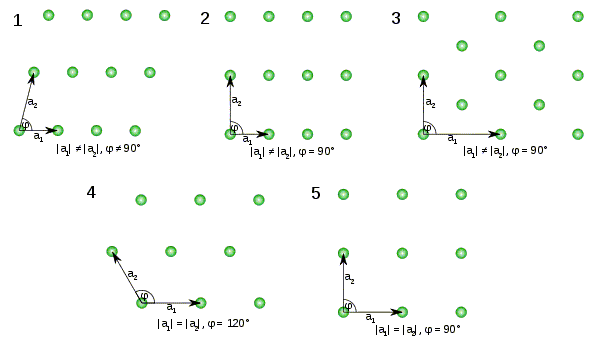 1
φ
a₂
a₁
|a₁| ≠ |a₂|, φ ≠ 90°
2
φ
a₂
a₁
|a₁| ≠ |a₂|, φ = 90°
3
φ
a₂
a₁
|a₁| ≠ |a₂|, φ = 90°
4
φ
a₂
a₁
|a₁| = |a₂|, φ = 120°
5
φ
a₂
a₁
|a₁| = |a₂|, φ = 90°